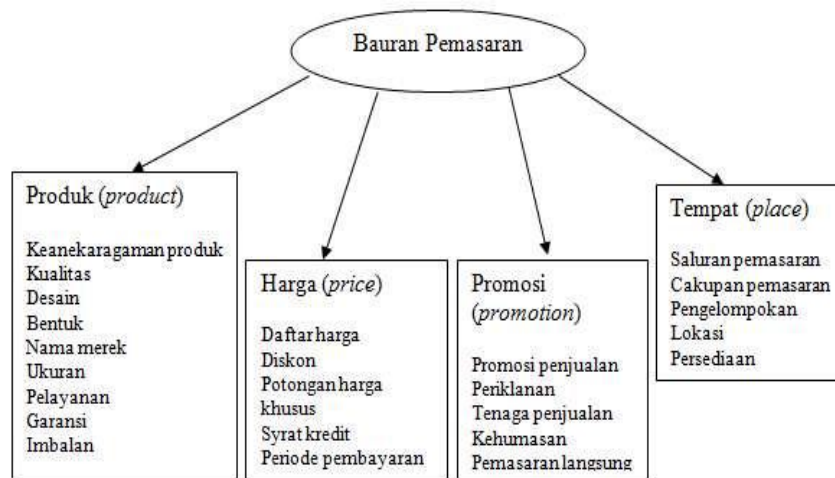 Bauran Pemasaran
Produk (product)
Keanekaragaman produk
Kualitas
Desain
Bentuk
Nama merek
Ukuran
Pelayanan
Garansi
Imbalan
Harga (price)
Daftar harga
Diskon
Potongan harga
khusus
Syrat kredit
Periode pembayaran
Promosi
(promotion)
Promosi penjualan
Periklanan
Tenaga penjualan
Kehumasan
Pemasaran langsung
Tempat (place)
Saluran pemasaran
Cakupan pemasaran
Pengelompokan
Lokasi
Persediaan